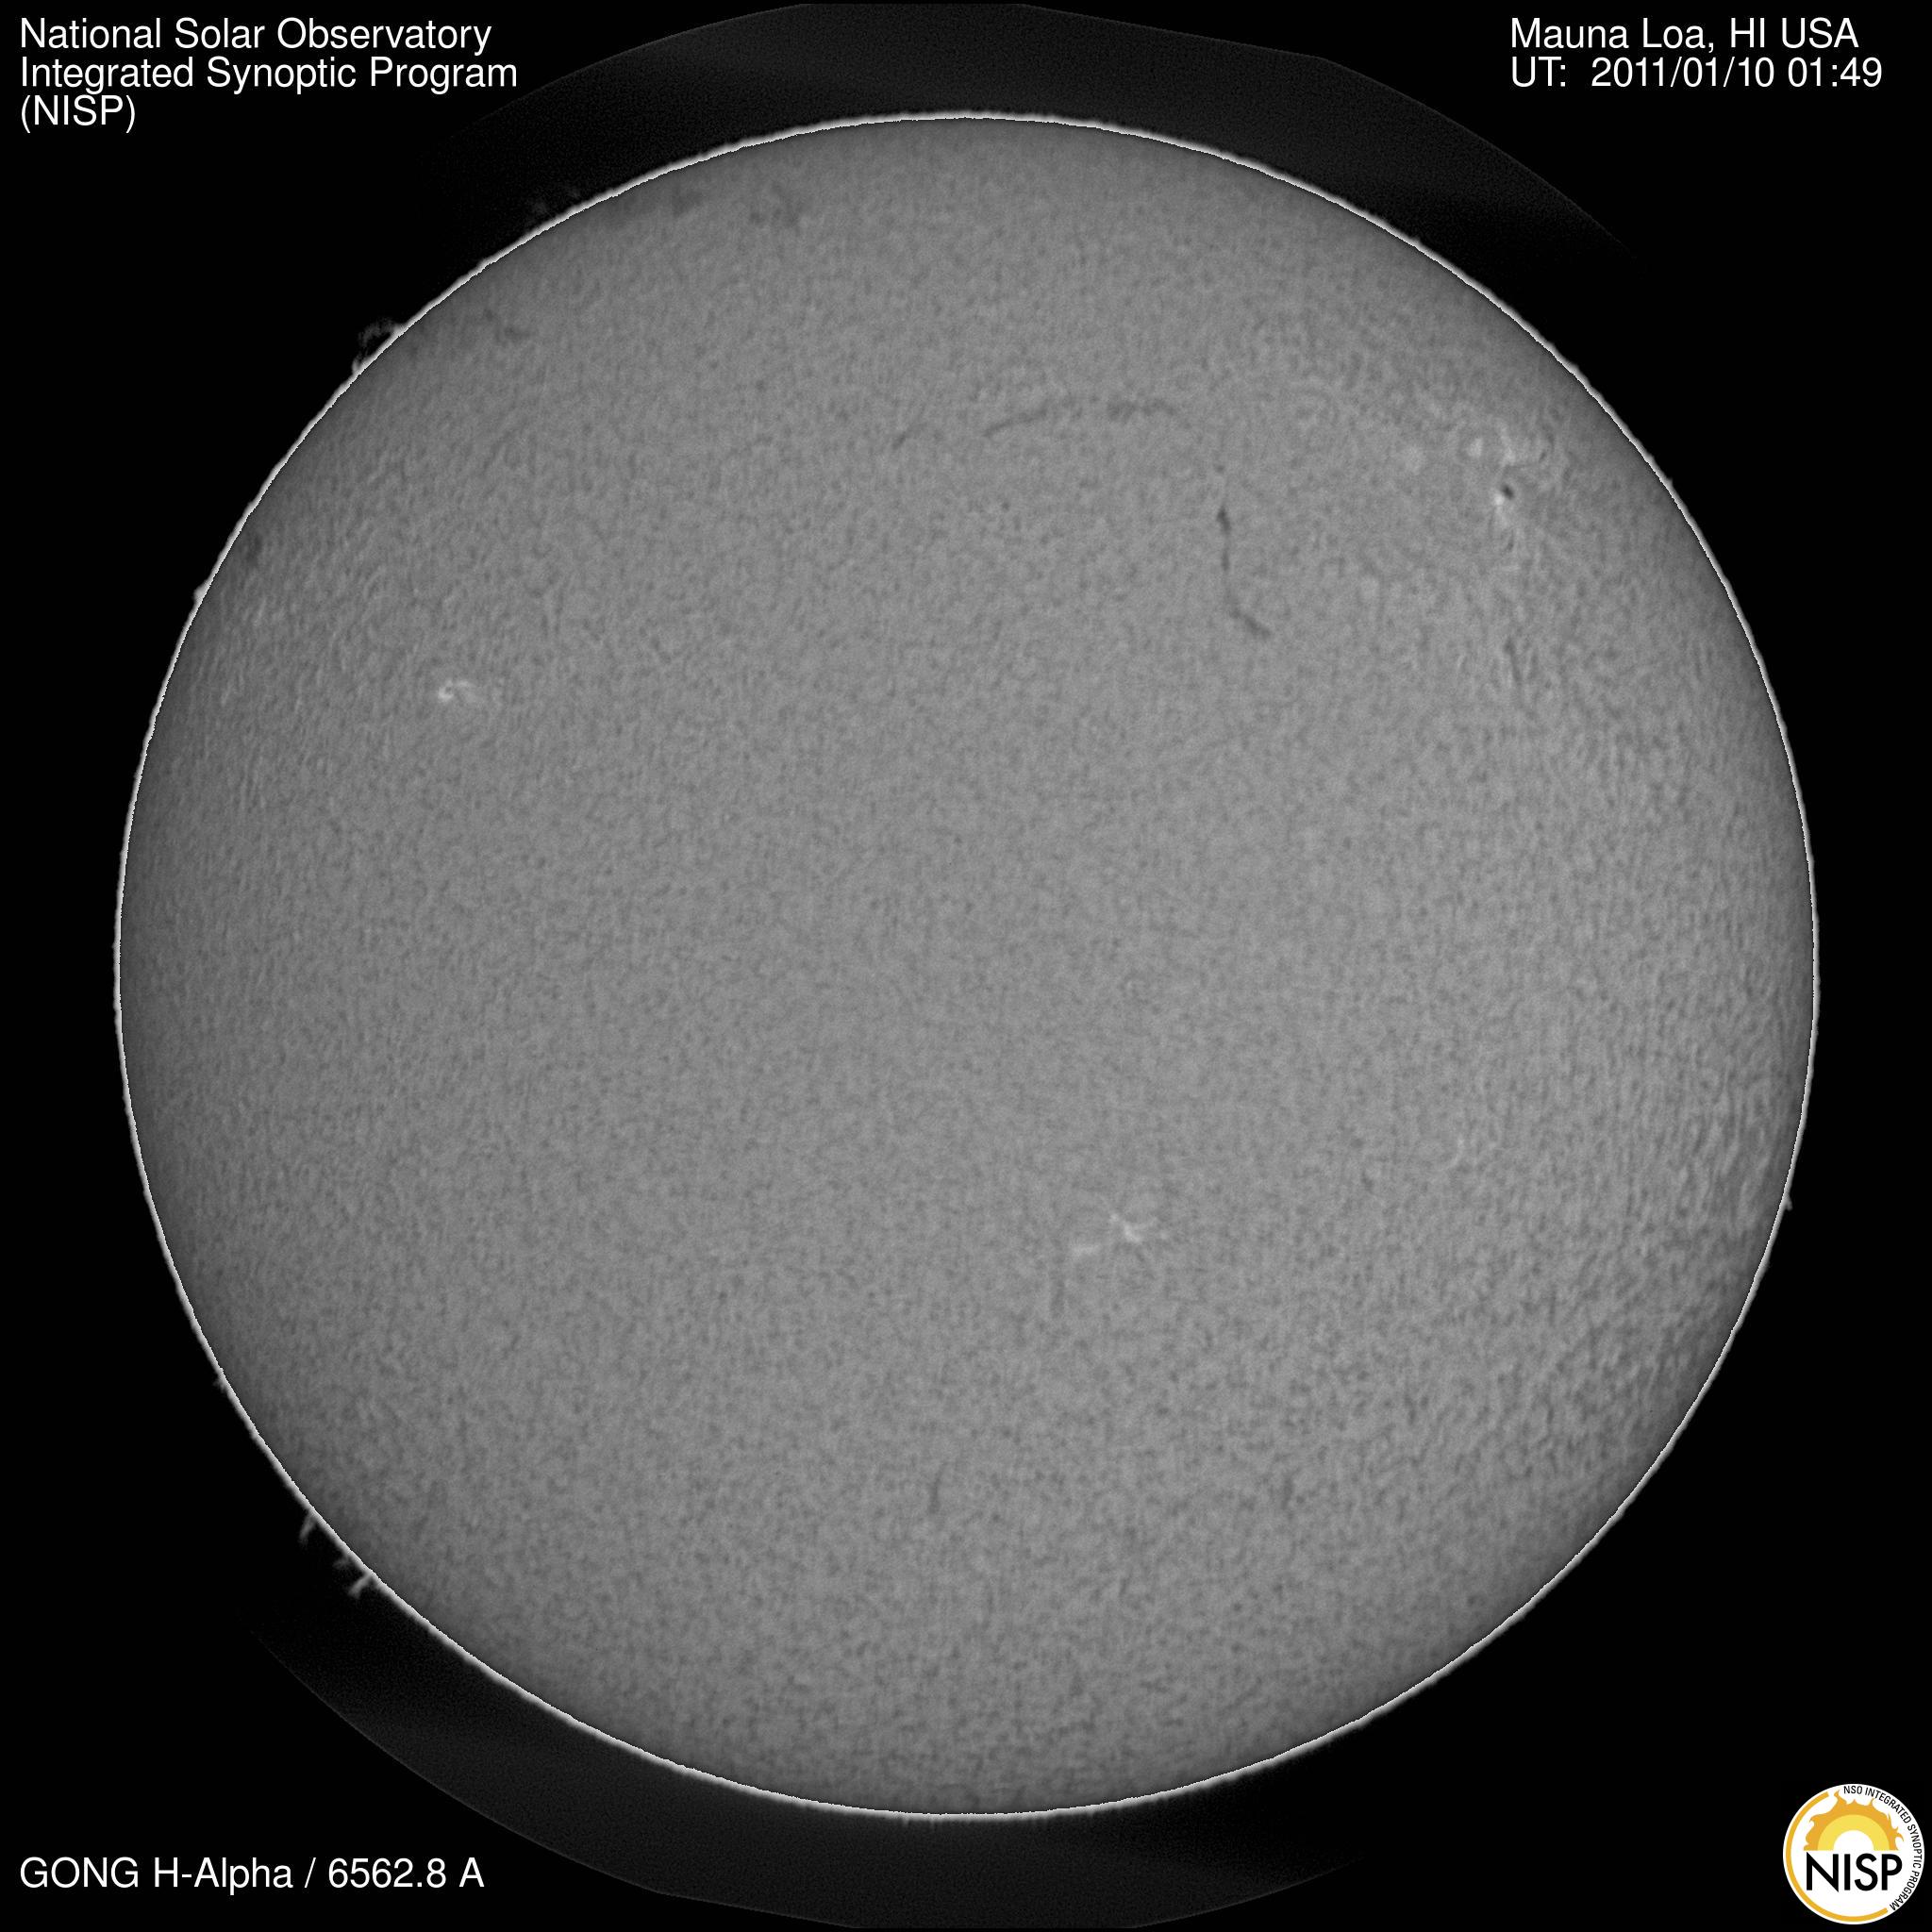 National Solar Observatory
Integrated Synoptic Program
(NISP)
Mauna Loa, HI USA
UT: 2011/01/10 01:49
GONG H-Alpha / 6562.8 A
NSO INTEGRATED SYNOPTIC PROGRAM
NISP